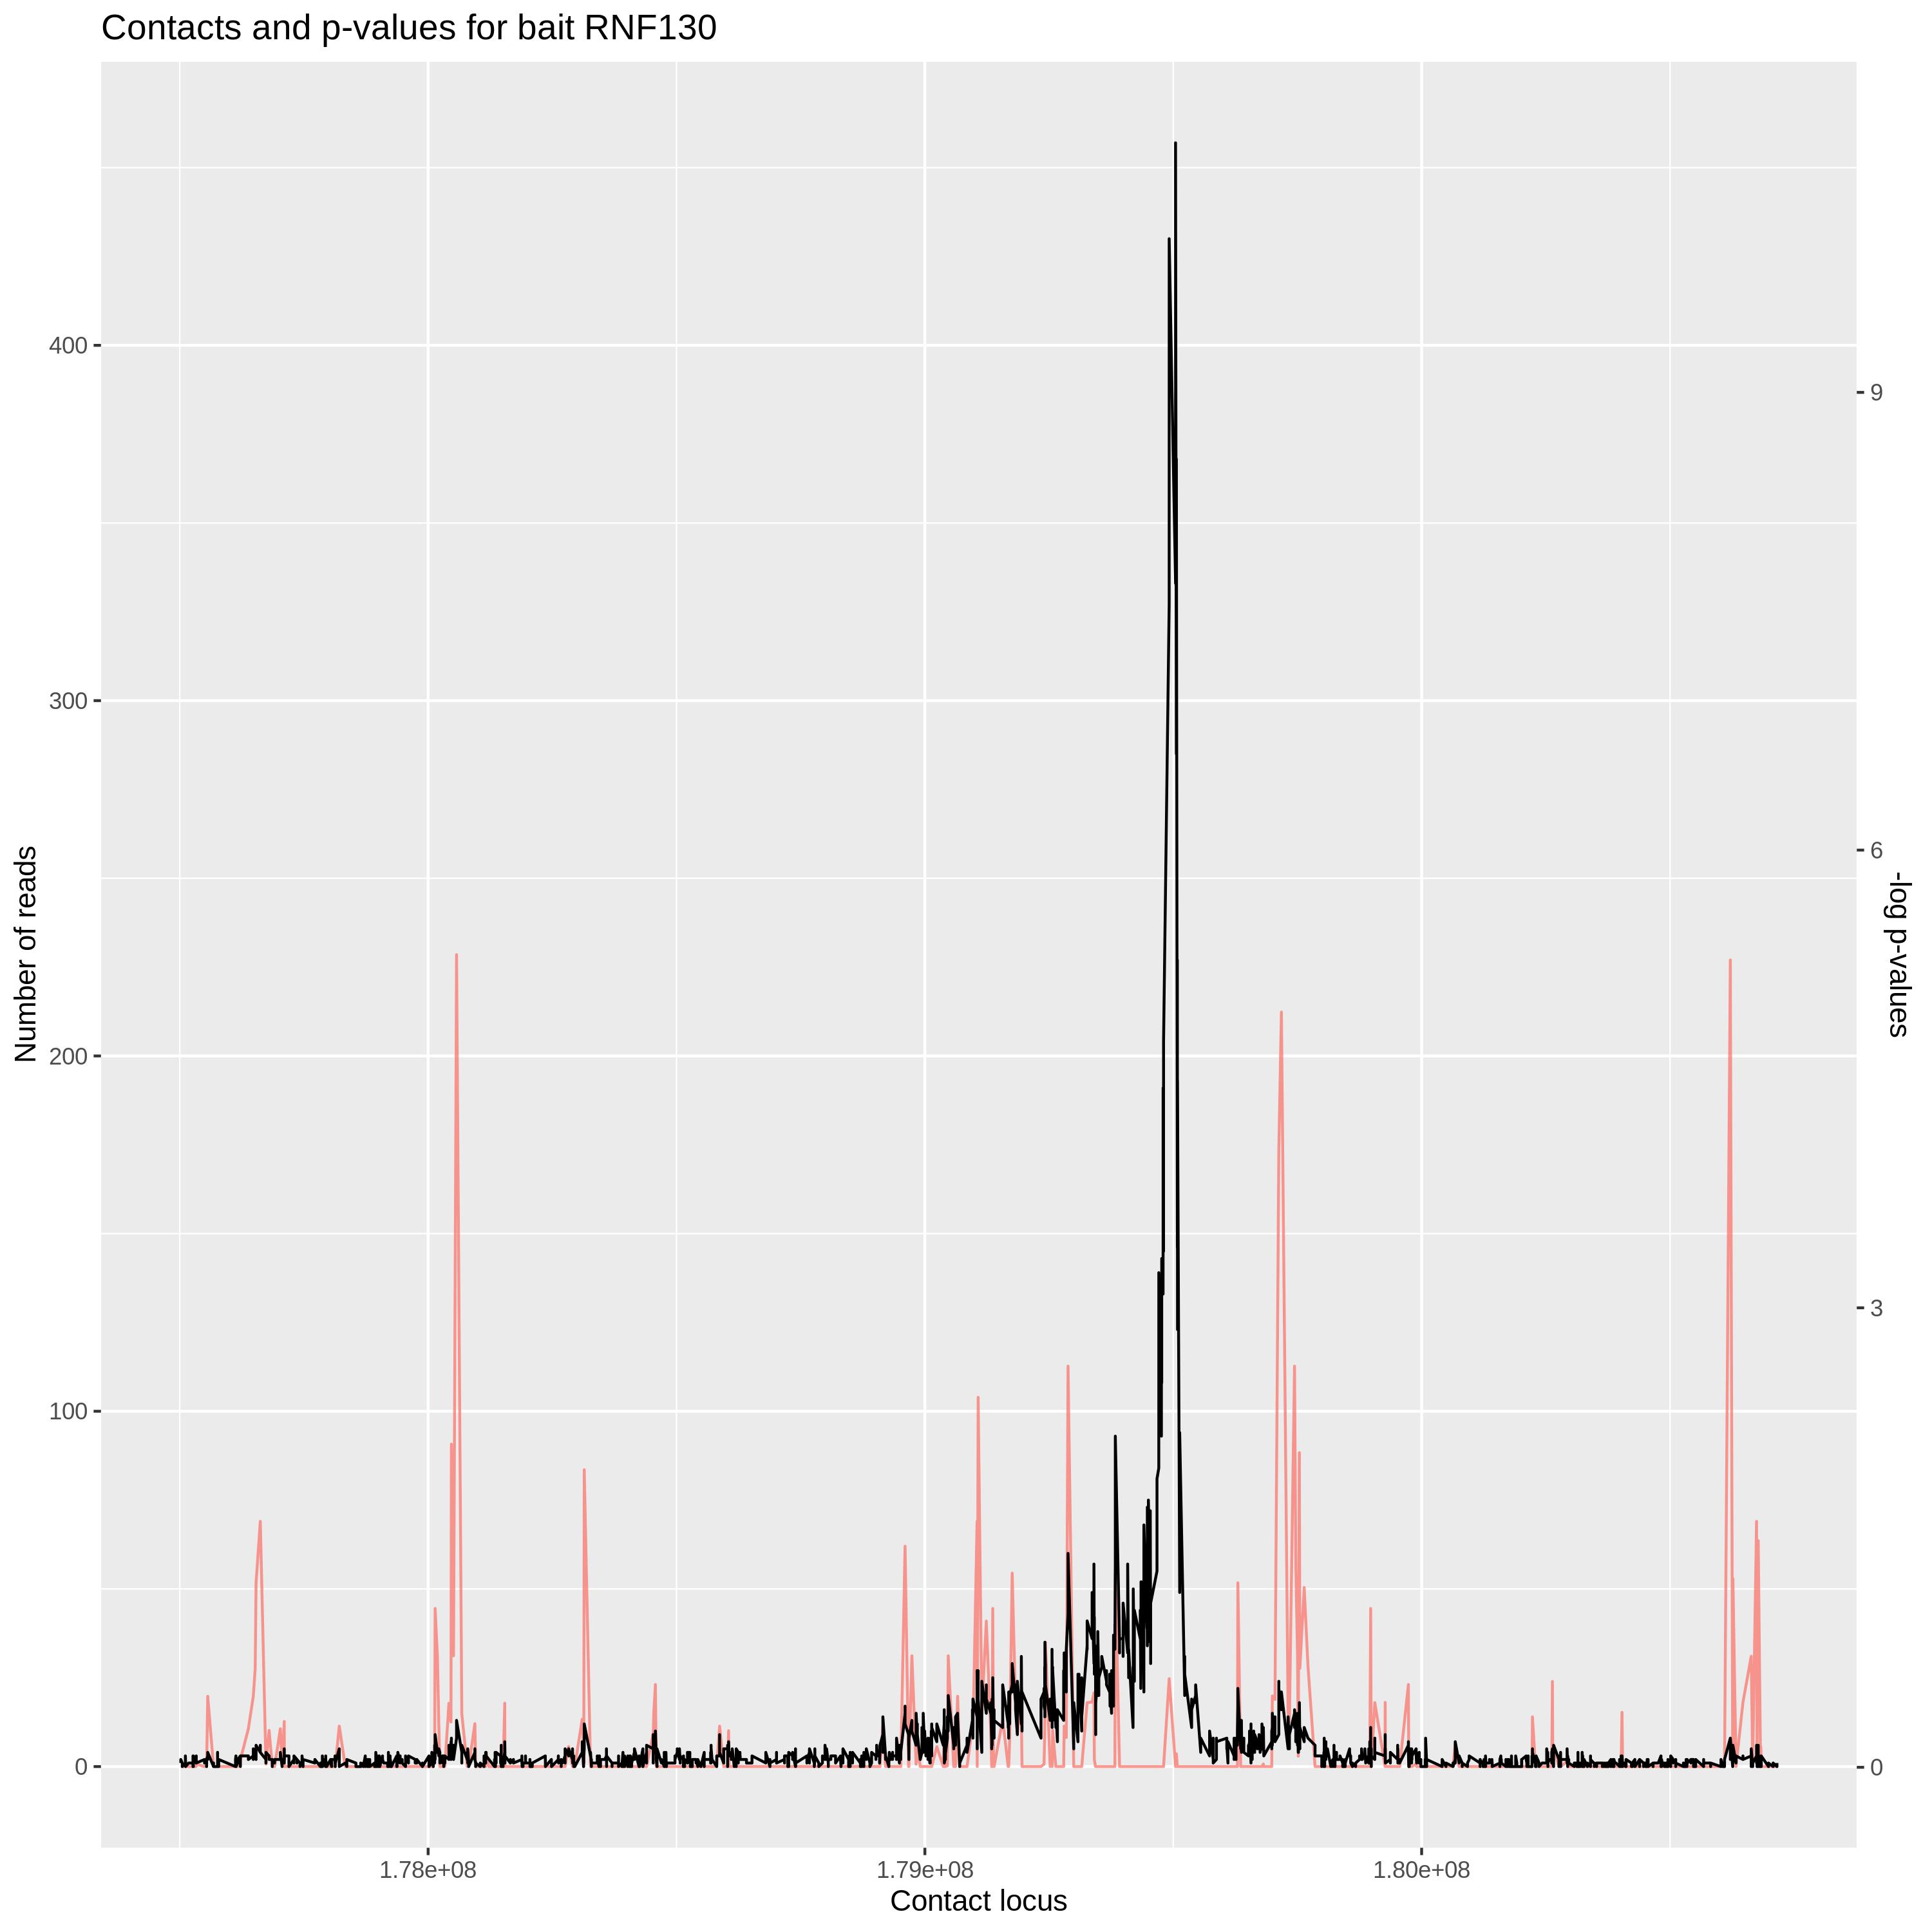 Contacts and p-values for bait RNF130
400
300
200
100
0
Number of reads
9
6
3
0
-log p-values
1.78e+08
1.79e+08
1.80e+08
Contact locus